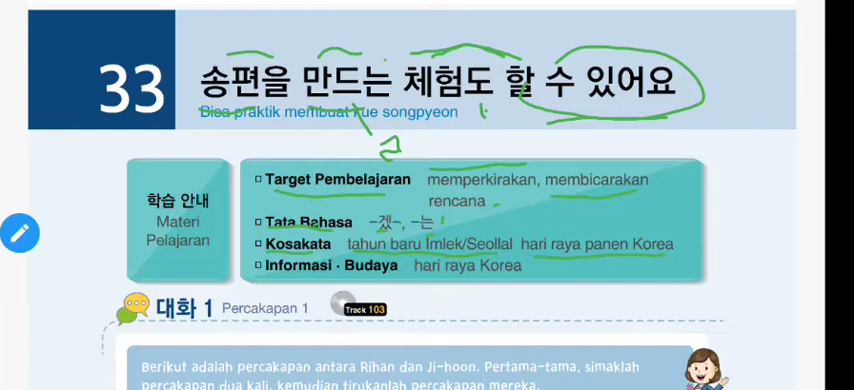 33
송편을 만드는 체험도 할 수 있어요
Bisa praktik membuat kue songpyeon
학습 안내
Materi
Pelajaran
Target Pembelajaran memperkirakan, membicarakan
rencana
Tata Bahasa -겠-, -는
Kosakata tahun baru Imlek/Seollal hari raya panen Korea
Informasi · Budaya hari raya Korea
대화 1 Percakapan 1 Track 103
Berikut adalah percakapan antara Rihan dan Ji-hoon. Pertama-tama, simaklah
percakapan dua kali, kemudian tirukanlah percakapan mereka.